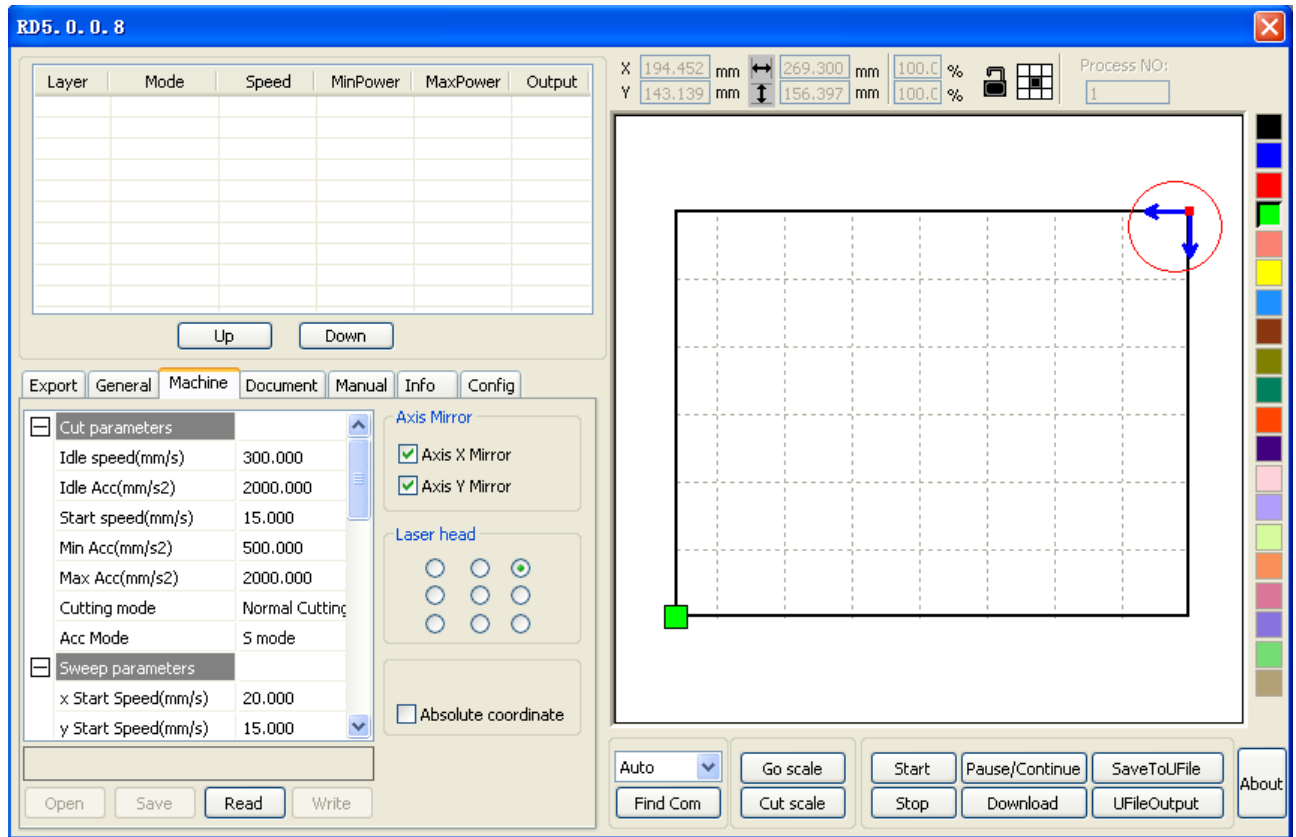 RD5.0.0.8
Layer Mode Speed MinPower MaxPower Output
Up Down
X 194.452 mm 269.300 mm 100.0 %
Y 143.139 mm 156.397 mm 100.0 %
Process NO:
1
Export General Machine Document Manual Info Config
Cut parameters
Idle speed(mm/s) 300.000
Idle Acc(mm/s2) 2000.000
Start speed(mm/s) 15.000
Min Acc(mm/s2) 500.000
Max Acc(mm/s2) 2000.000
Cutting mode Normal Cutting
Acc Mode S mode
Sweep parameters
x Start Speed(mm/s) 20.000
y Start Speed(mm/s) 15.000
Axis Mirror
Axis X Mirror
Axis Y Mirror
Laser head
Absolute coordinate
Open Save Read Write
Auto
Find Com
Go scale
Cut scale
Start Pause/Continue SaveToUFile
Stop Download UFileOutput
About